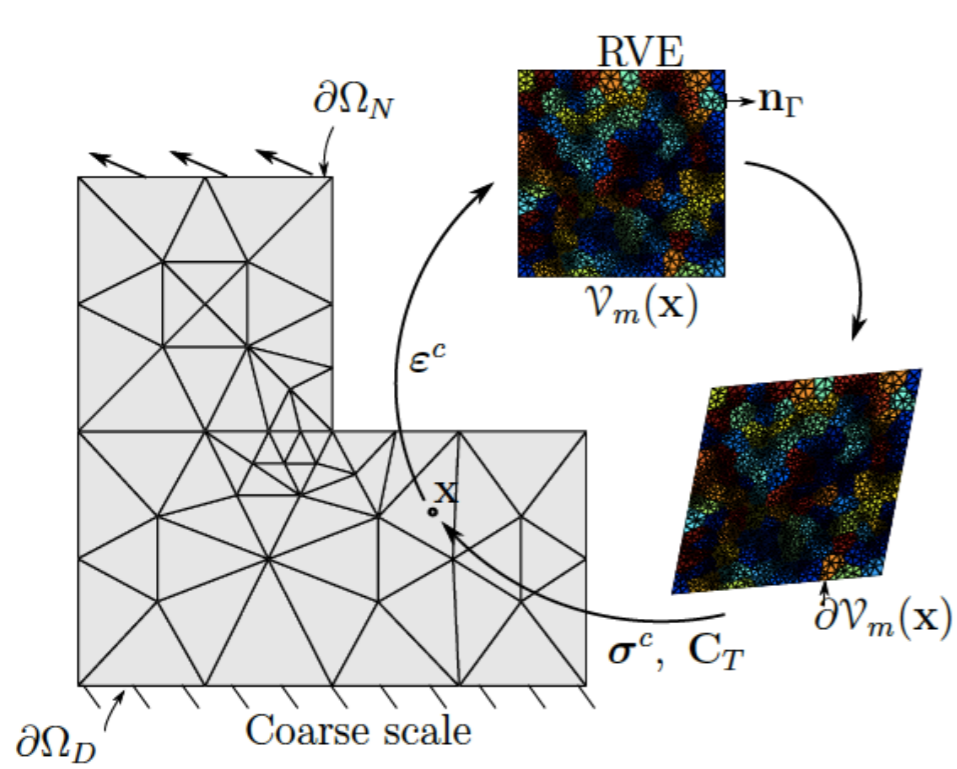 RVE
∂Ω_N
n_Γ
𝒱_m(x)
ε^c
x
∂𝒱_m(x)
σ^c, C_T
Coarse scale
∂Ω_D